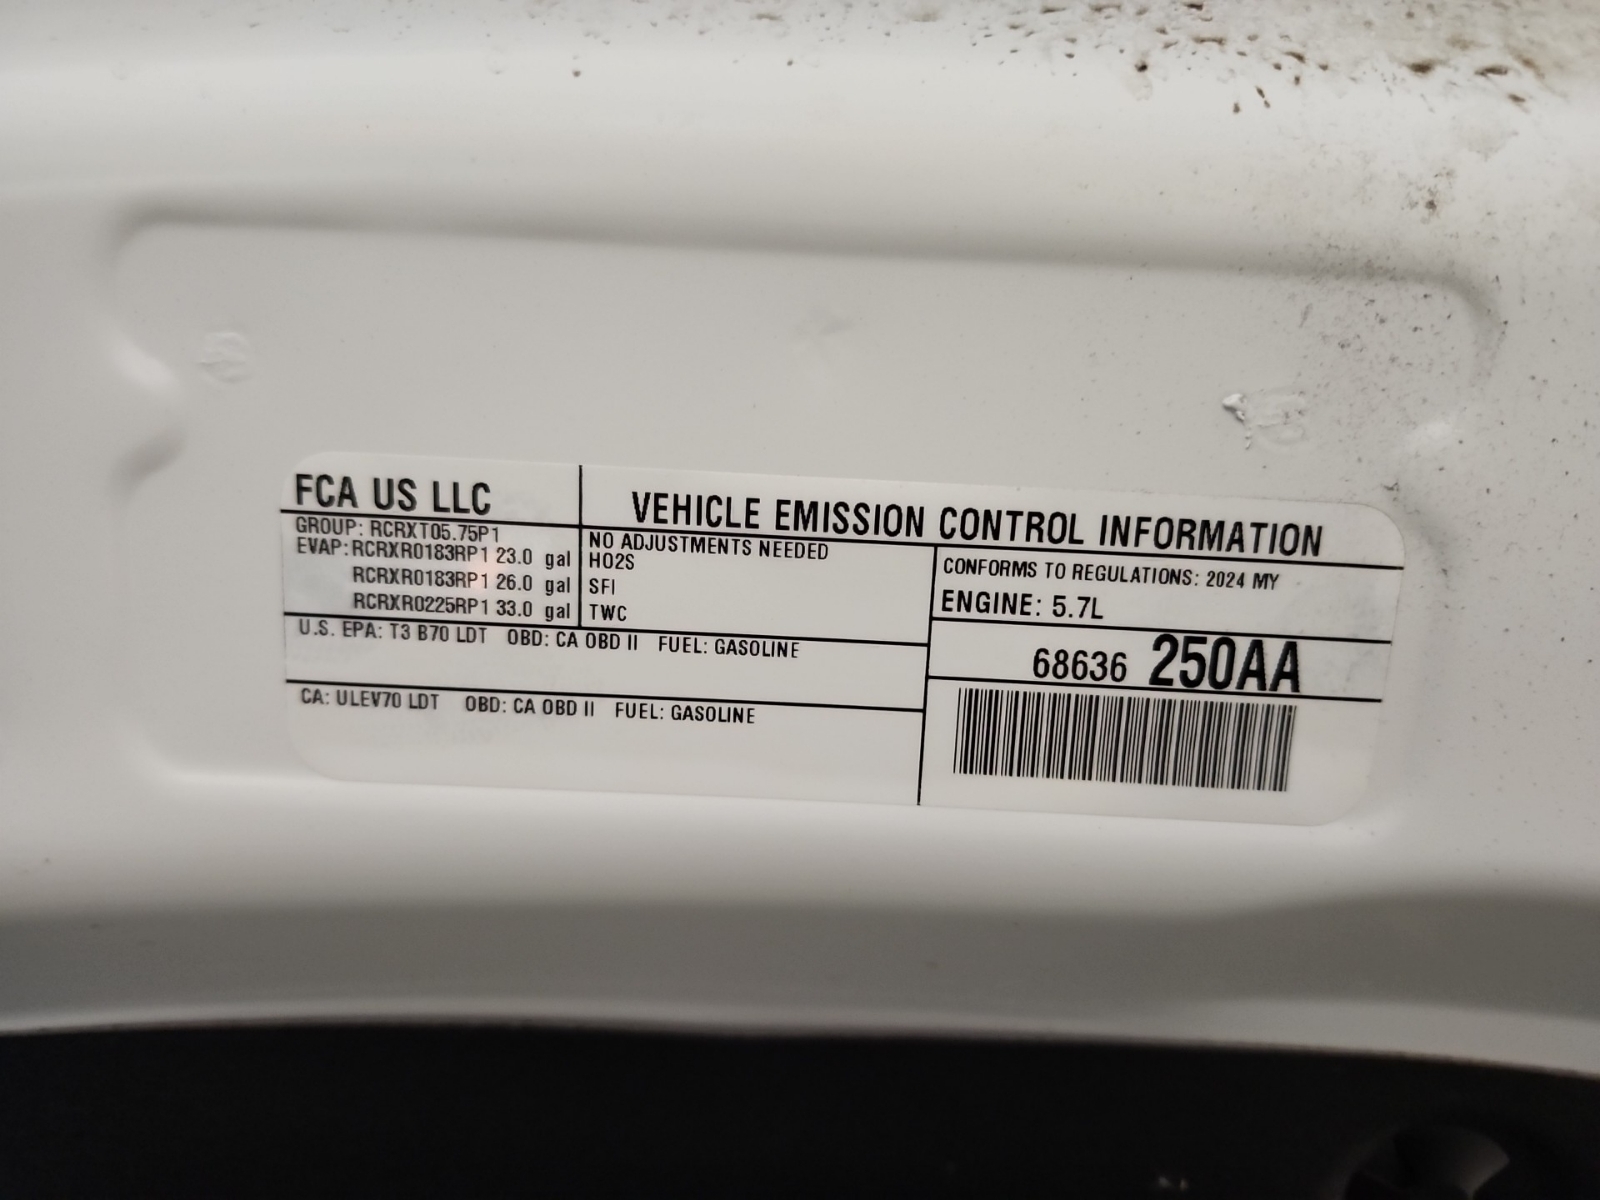 FCA US LLC
VEHICLE EMISSION CONTROL INFORMATION
GROUP: RCRXT05.75P1
EVAP: RCRXR0183RP1 23.0 gal
RCRXR0183RP1 26.0 gal
RCRXR0225RP1 33.0 gal
NO ADJUSTMENTS NEEDED
HO2S
SFI
TWC
CONFORMS TO REGULATIONS: 2024 MY
ENGINE: 5.7L
U.S. EPA: T3 B70 LDT OBD: CA OBD II FUEL: GASOLINE
68636 250AA
CA: ULEV70 LDT OBD: CA OBD II FUEL: GASOLINE